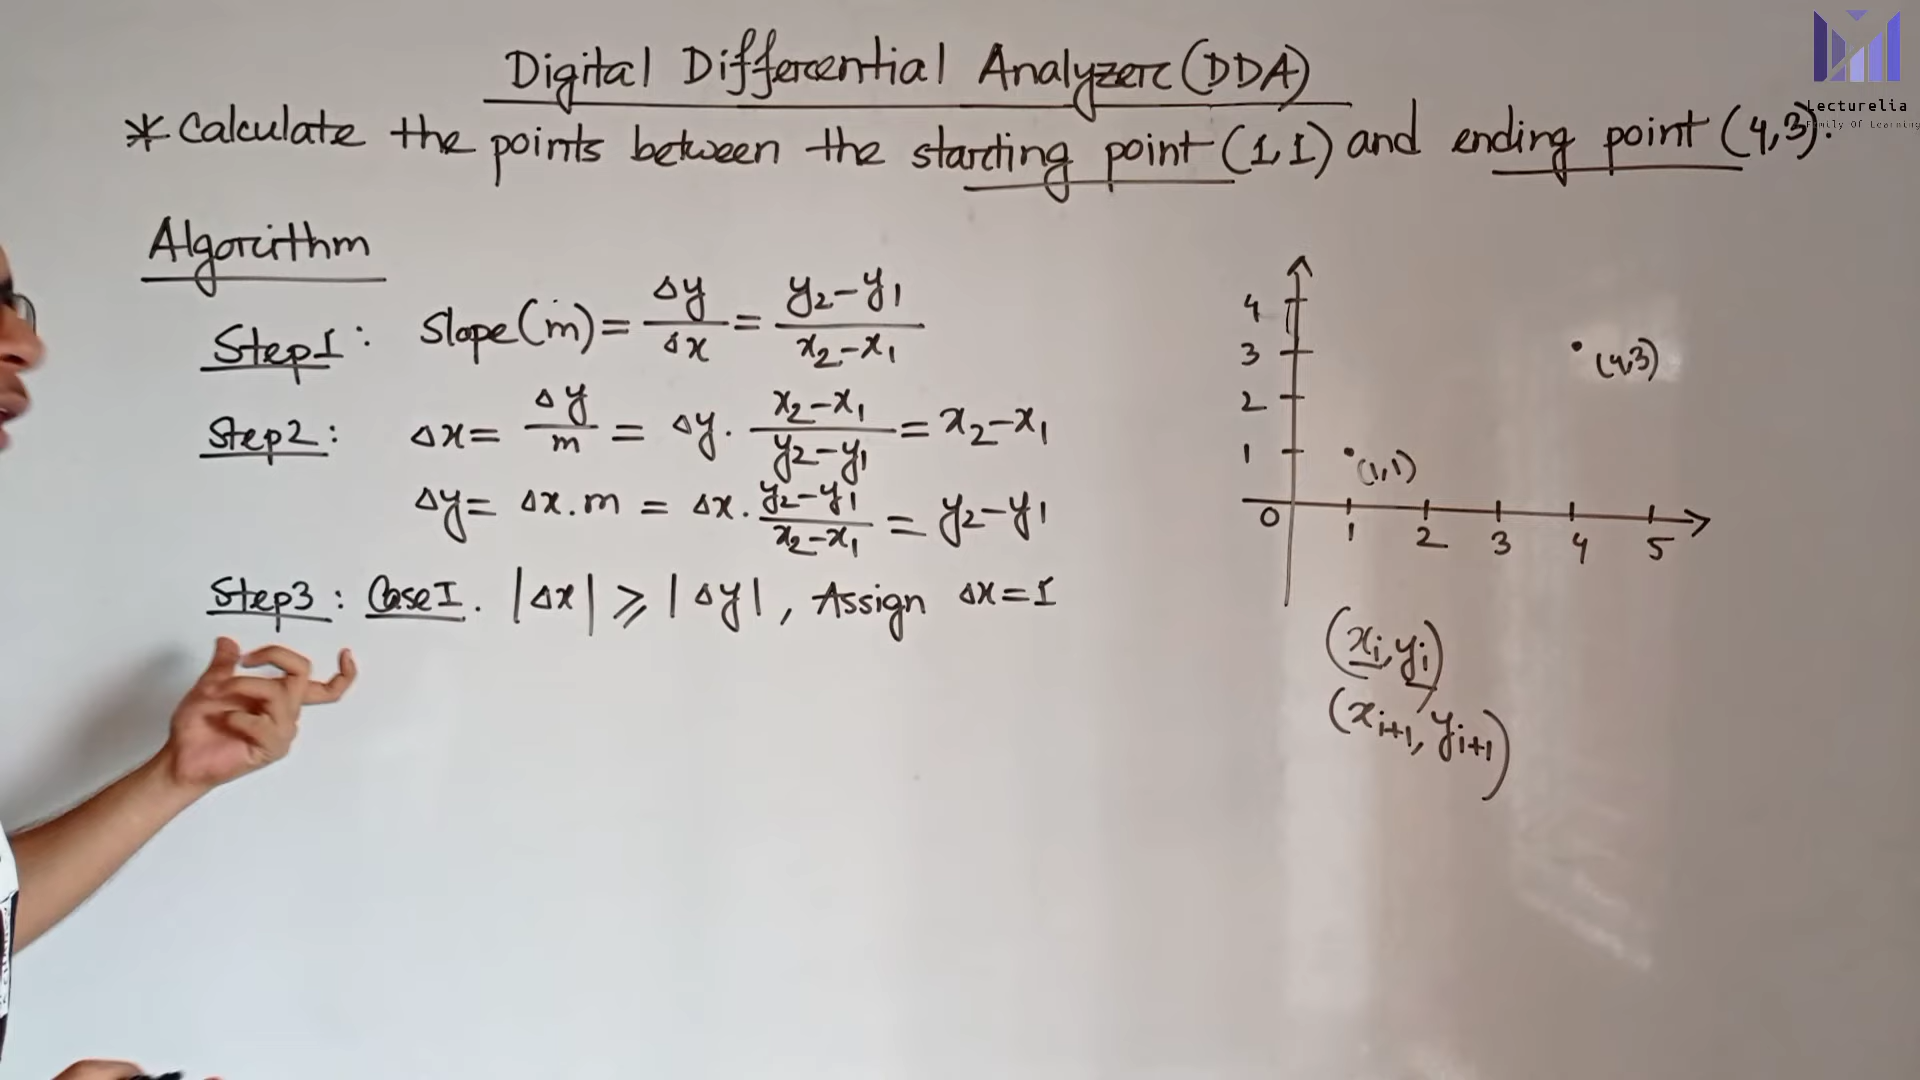 Digital Differential Analyzer (DDA)
* Calculate the points between the starting point (1,1) and ending point (4,3).
Lecturelia
Family Of Learning
Algorithm
Step1: Slope(m) = Δy/Δx = y₂-y₁/x₂-x₁
Step2: Δx = Δy/m = Δy . x₂-x₁/y₂-y₁ = x₂-x₁
Δy = Δx.m = Δx . y₂-y₁/x₂-x₁ = y₂-y₁
Step3: Case I. |Δx| ⩾ |Δy|, Assign Δx=1
4
3
(4,3)
2
1
(1,1)
0
1 2 3 4 5
(xᵢ, yᵢ)
(xᵢ₊₁, yᵢ₊₁)